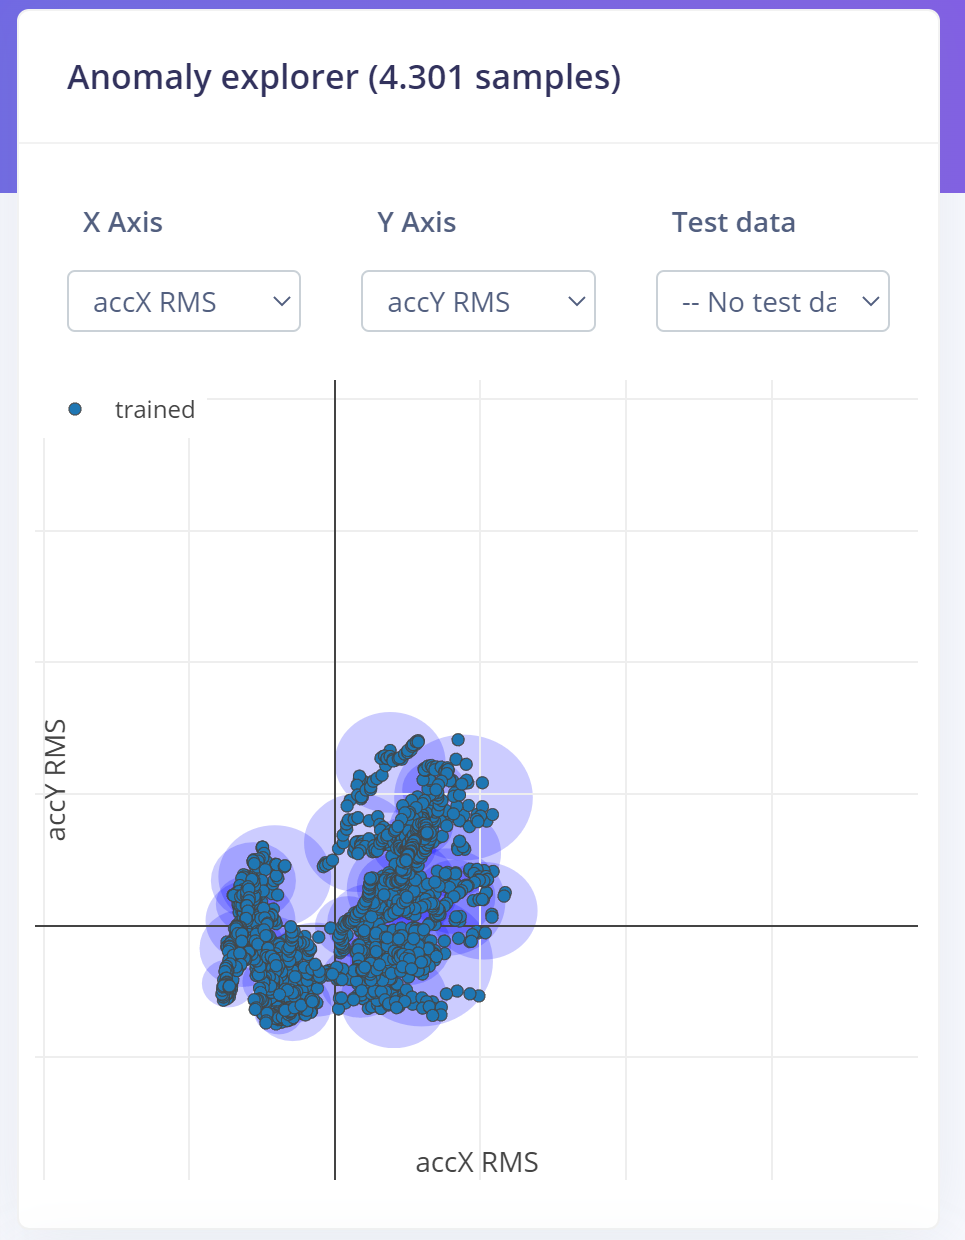 Anomaly explorer (4.301 samples)
X Axis
Y Axis
Test data
accX RMS
accY RMS
-- No test da
trained
accY RMS
accX RMS